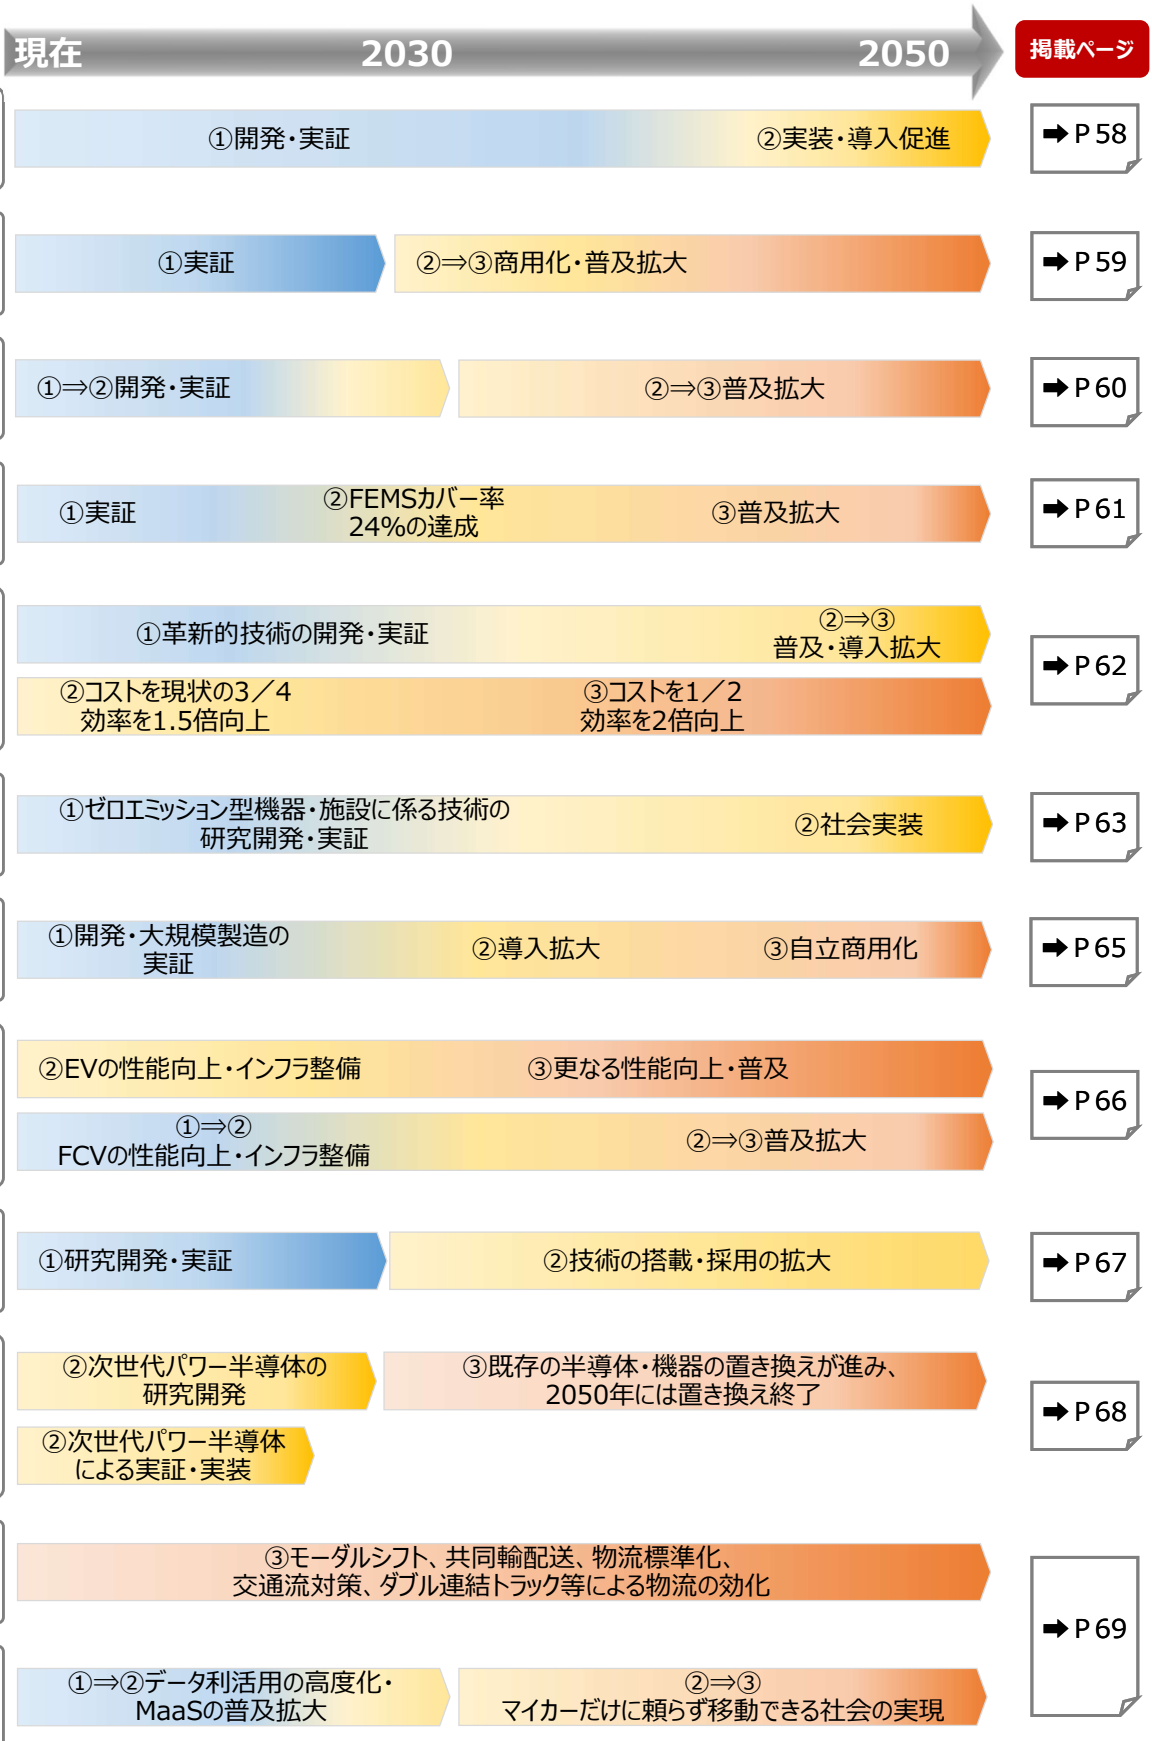 現在
2030
2050
掲載ページ
①開発・実証
②実装・導入促進
➡ P 58
①実証
②⇒③商用化・普及拡大
➡ P 59
①⇒②開発・実証
②⇒③普及拡大
➡ P 60
①実証
②FEMSカバー率
24%の達成
③普及拡大
➡ P 61
①革新的技術の開発・実証
②⇒③
普及・導入拡大
②コストを現状の3／4
効率を1.5倍向上
③コストを1／2
効率を2倍向上
➡ P 62
①ゼロエミッション型機器・施設に係る技術の
研究開発・実証
②社会実装
➡ P 63
①開発・大規模製造の
実証
②導入拡大
③自立商用化
➡ P 65
②EVの性能向上・インフラ整備
③更なる性能向上・普及
①⇒②
FCVの性能向上・インフラ整備
②⇒③普及拡大
➡ P 66
①研究開発・実証
②技術の搭載・採用の拡大
➡ P 67
②次世代パワー半導体の
研究開発
③既存の半導体・機器の置き換えが進み、
2050年には置き換え終了
②次世代パワー半導体
による実証・実装
➡ P 68
③モーダルシフト、共同輸配送、物流標準化、
交通流対策、ダブル連結トラック等による物流の効化
➡ P 69
①⇒②データ利活用の高度化・
MaaSの普及拡大
②⇒③
マイカーだけに頼らず移動できる社会の実現